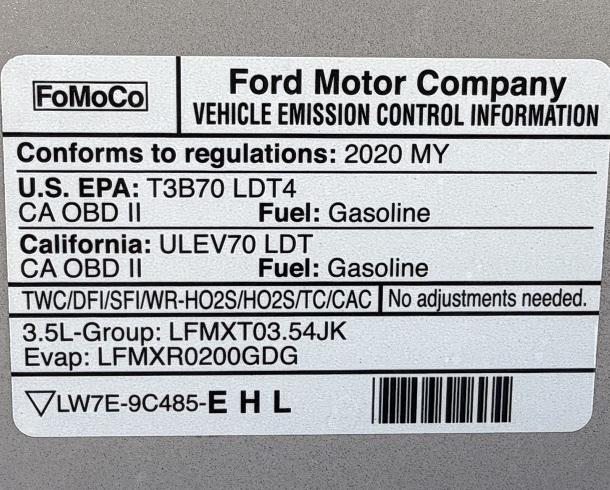 FoMoCo
Ford Motor Company
VEHICLE EMISSION CONTROL INFORMATION
Conforms to regulations: 2020 MY
U.S. EPA: T3B70 LDT4
CA OBD II Fuel: Gasoline
California: ULEV70 LDT
CA OBD II Fuel: Gasoline
TWC/DFI/SFI/WR-HO2S/HO2S/TC/CAC No adjustments needed.
3.5L-Group: LFMXT03.54JK
Evap: LFMXR0200GDG
▽LW7E-9C485-E H L